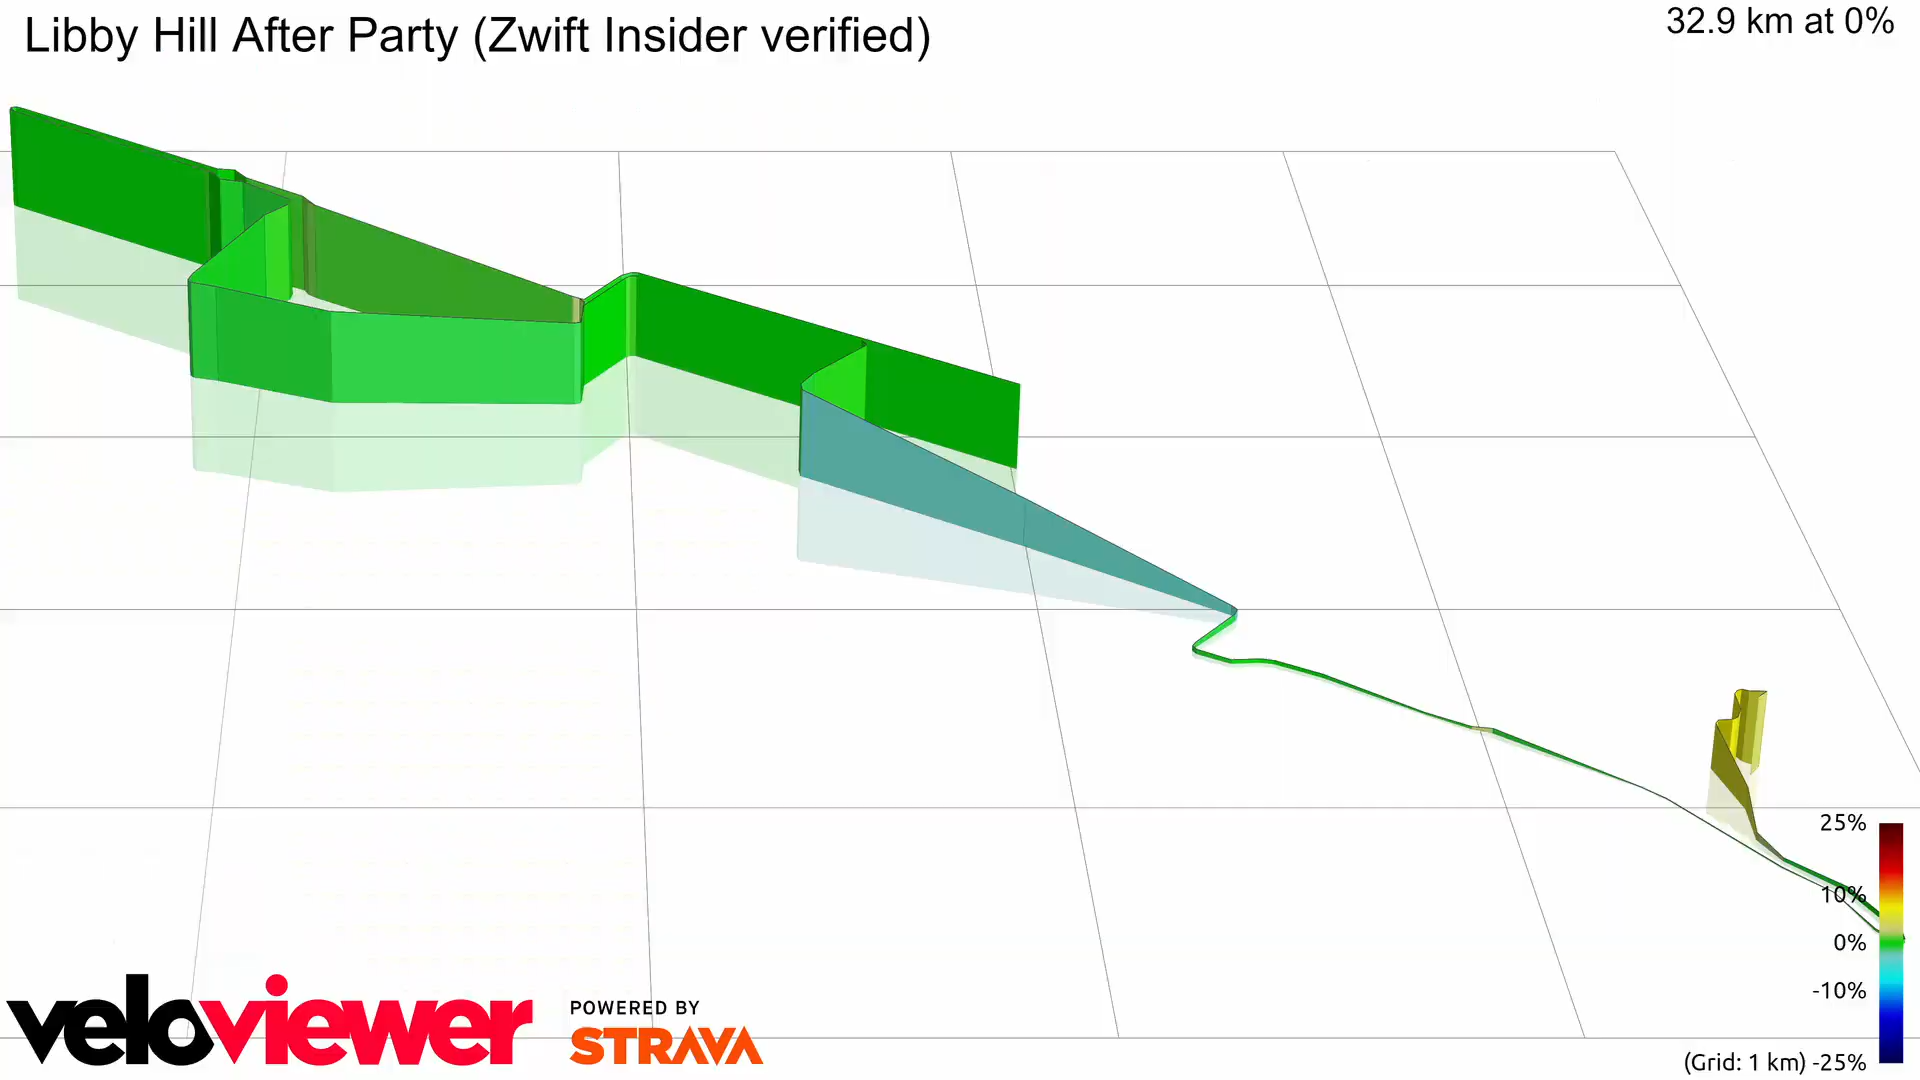 Libby Hill After Party (Zwift Insider verified)
32.9 km at 0%
25%
10%
0%
-10%
(Grid: 1 km) -25%
veloviewer
POWERED BY
STRAVA